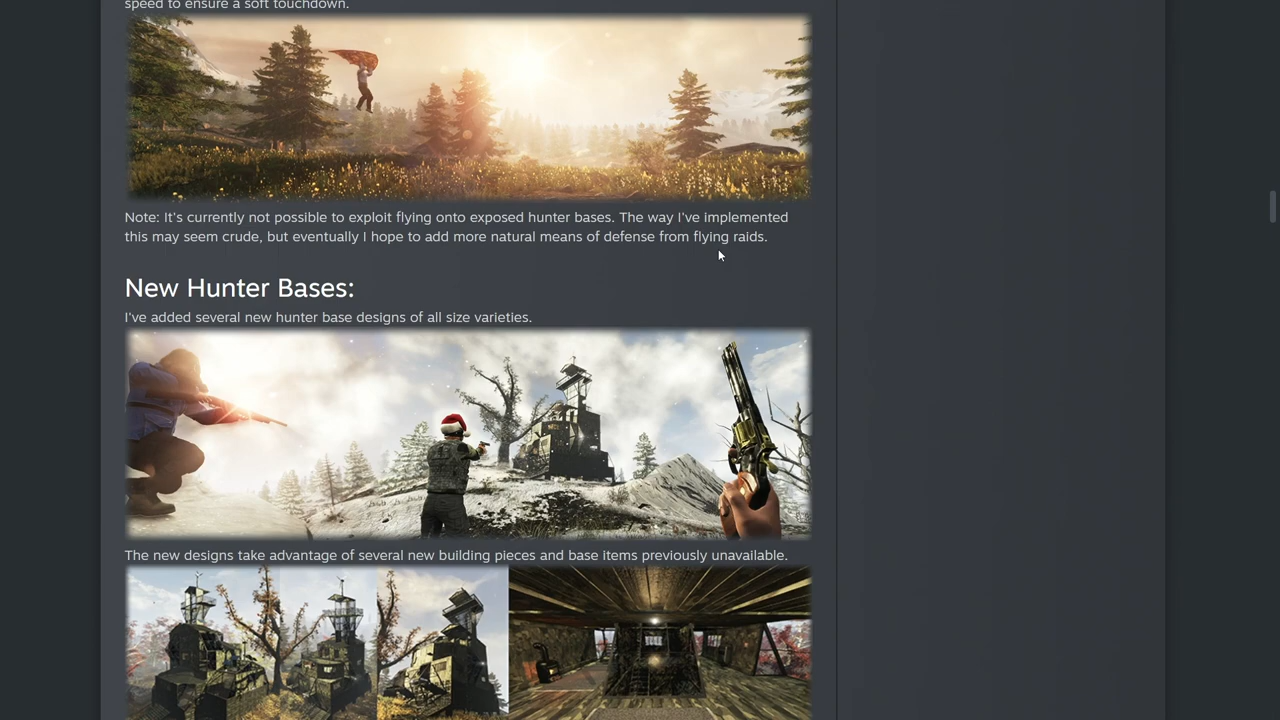 speed to ensure a soft touchdown.
Note: It's currently not possible to exploit flying onto exposed hunter bases. The way I've implemented
this may seem crude, but eventually I hope to add more natural means of defense from flying raids.
New Hunter Bases:
I've added several new hunter base designs of all size varieties.
The new designs take advantage of several new building pieces and base items previously unavailable.